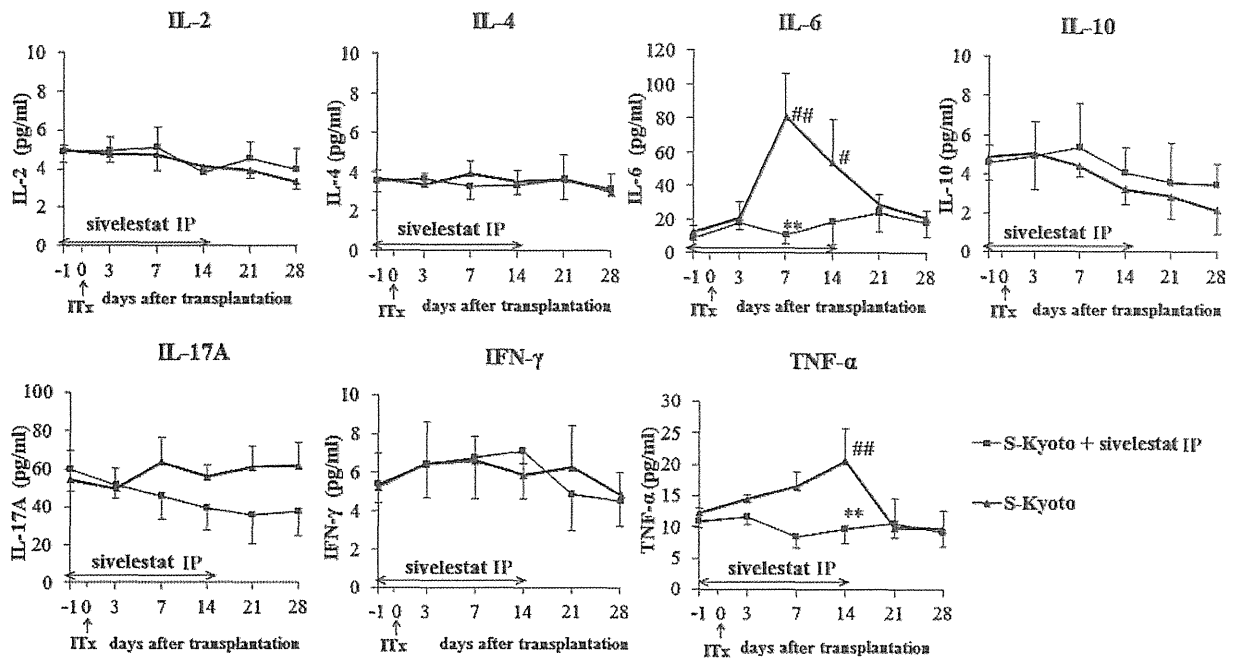 IL-2
IL-2 (pg/ml)
10
8
6
4
2
0
sivelestat IP
-1 0 3 7 14 21 28
↑
ITx days after transplantation
IL-4
IL-4 (pg/ml)
10
8
6
4
2
0
sivelestat IP
-1 0 3 7 14 21 28
↑
ITx days after transplantation
IL-6
IL-6 (pg/ml)
120
100
80
60
40
20
0
##
#
**
-1 0 3 7 14 21 28
↑
ITx days after transplantation
IL-10
IL-10 (pg/ml)
10
8
6
4
2
0
sivelestat IP
-1 0 3 7 14 21 28
↑
ITx days after transplantation
IL-17A
IL-17A (pg/ml)
100
80
60
40
20
0
sivelestat IP
-1 0 3 7 14 21 28
↑
ITx days after transplantation
IFN-γ
IFN-γ (pg/ml)
10
8
6
4
2
0
sivelestat IP
-1 0 3 7 14 21 28
↑
ITx days after transplantation
TNF-α
TNF-α (pg/ml)
30
25
20
15
10
5
0
##
**
sivelestat IP
-1 0 3 7 14 21 28
↑
ITx days after transplantation
S-Kyoto + sivelestat IP
S-Kyoto